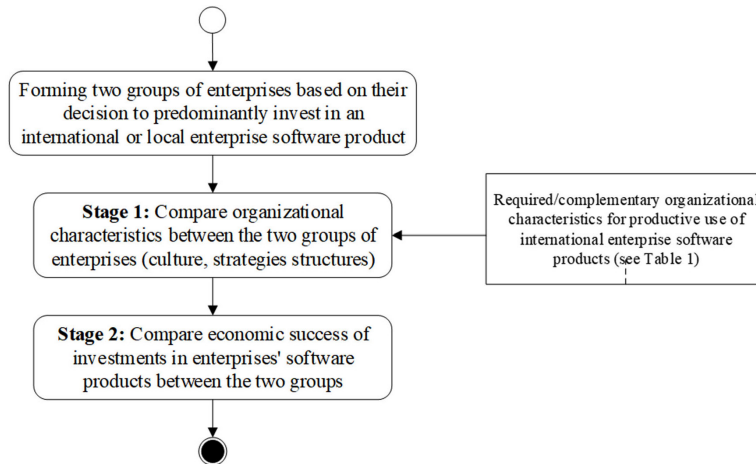 Forming two groups of enterprises based on their
decision to predominantly invest in an
international or local enterprise software product
Stage 1: Compare organizational
characteristics between the two groups of
enterprises (culture, strategies structures)
Required/complementary organizational
characteristics for productive use of
international enterprise software
products (see Table 1)
Stage 2: Compare economic success of
investments in enterprises' software
products between the two groups